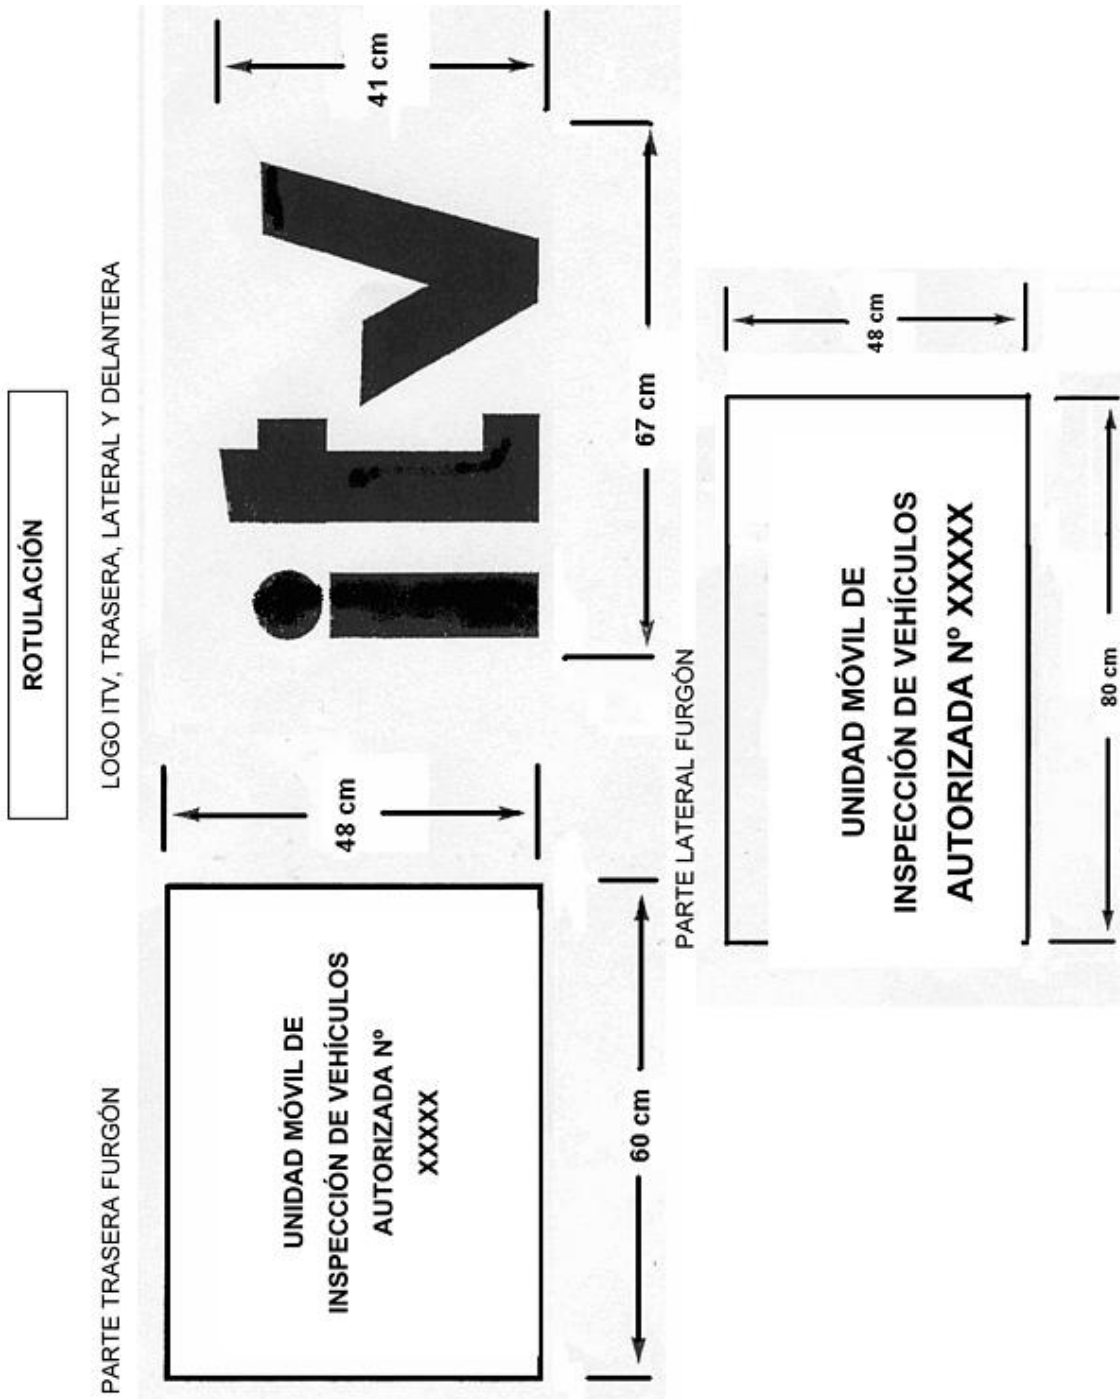 ROTULACIÓN
PARTE TRASERA FURGÓN
UNIDAD MÓVIL DE
INSPECCIÓN DE VEHÍCULOS
AUTORIZADA Nº
XXXXX
48 cm
60 cm
LOGO ITV, TRASERA, LATERAL Y DELANTERA
itv
41 cm
67 cm
PARTE LATERAL FURGÓN
UNIDAD MÓVIL DE
INSPECCIÓN DE VEHÍCULOS
AUTORIZADA Nº XXXXX
48 cm
80 cm